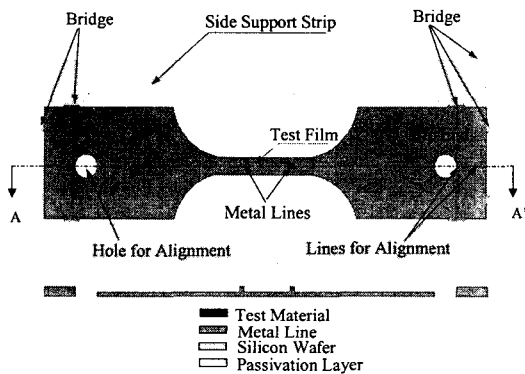 Bridge
Side Support Strip
Bridge
Test Film
A
A'
Metal Lines
Hole for Alignment
Lines for Alignment
Test Material
Metal Line
Silicon Wafer
Passivation Layer